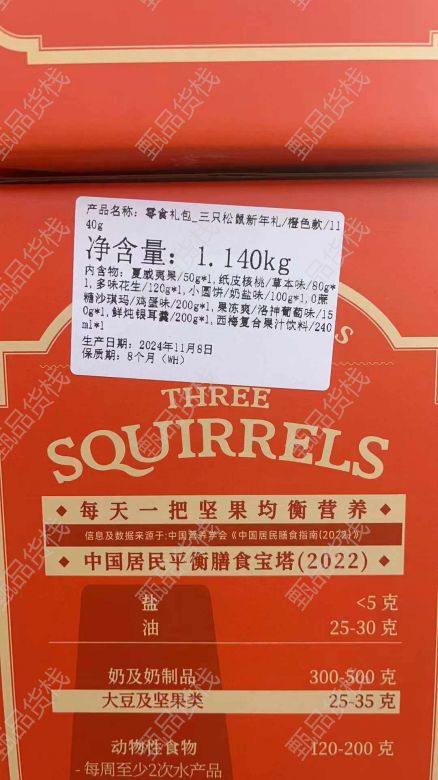 产品名称: 零食礼包_三只松鼠新年礼/橙色款/11
40g
净含量: 1.140kg
内含物: 夏威夷果/50g*1,纸皮核桃/草本味/80g*
1,多味花生/120g*1,小圆饼/奶盐味/100g*1,0蔗
糖沙琪玛/鸡蛋味/200g*1,果冻爽/洛神葡萄味/15
0g*1,鲜炖银耳羹/200g*1,西梅复合果汁饮料/240
ml*1
生产日期: 2024年11月8日
保质期: 8个月 (WH)
S
THREE
SQUIRRELS
◆ 每天一把坚果均衡营养 ◆
信息及数据来源于:中国营养学会《中国居民膳食指南(2022)》
◆ 中国居民平衡膳食宝塔(2022) ◆
盐 <5 克
油 25-30 克
奶及奶制品 300-500 克
大豆及坚果类 25-35 克
动物性食物 120-200 克
- 每周至少2次水产品
甄品货栈